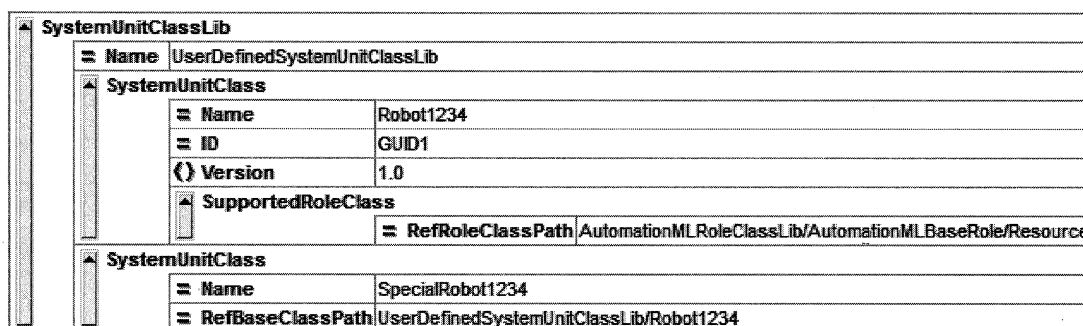 SystemUnitClassLib
= Name UserDefinedSystemUnitClassLib
SystemUnitClass
= Name Robot1234
= ID GUID1
() Version 1.0
SupportedRoleClass
= RefRoleClassPath AutomationMLRoleClassLib/AutomationMLBaseRole/Resource
SystemUnitClass
= Name SpecialRobot1234
= RefBaseClassPath UserDefinedSystemUnitClassLib/Robot1234